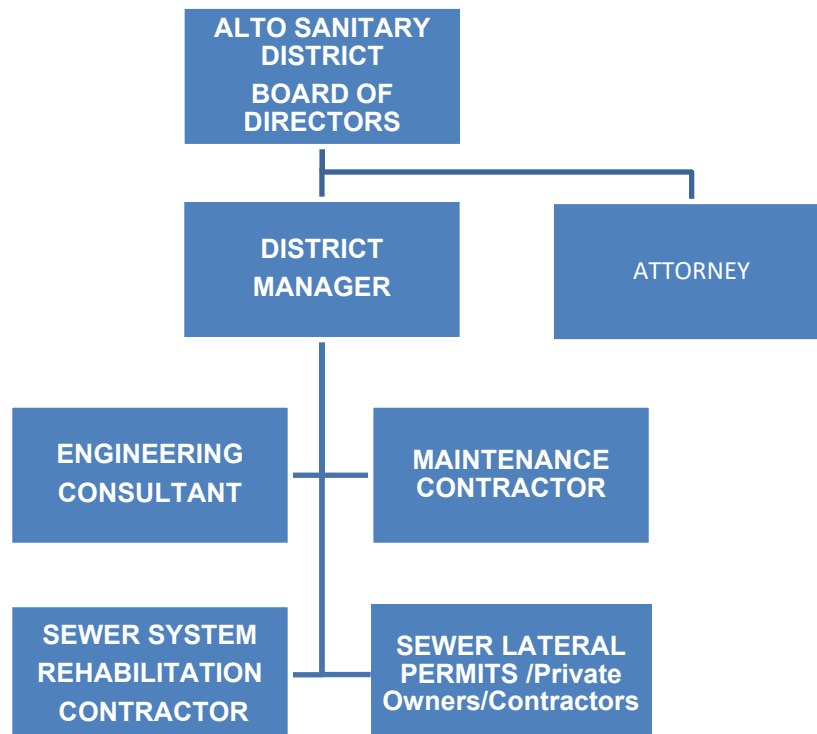 ALTO SANITARY
DISTRICT
BOARD OF
DIRECTORS
DISTRICT
MANAGER
ATTORNEY
ENGINEERING
CONSULTANT
MAINTENANCE
CONTRACTOR
SEWER SYSTEM
REHABILITATION
CONTRACTOR
SEWER LATERAL
PERMITS /Private
Owners/Contractors